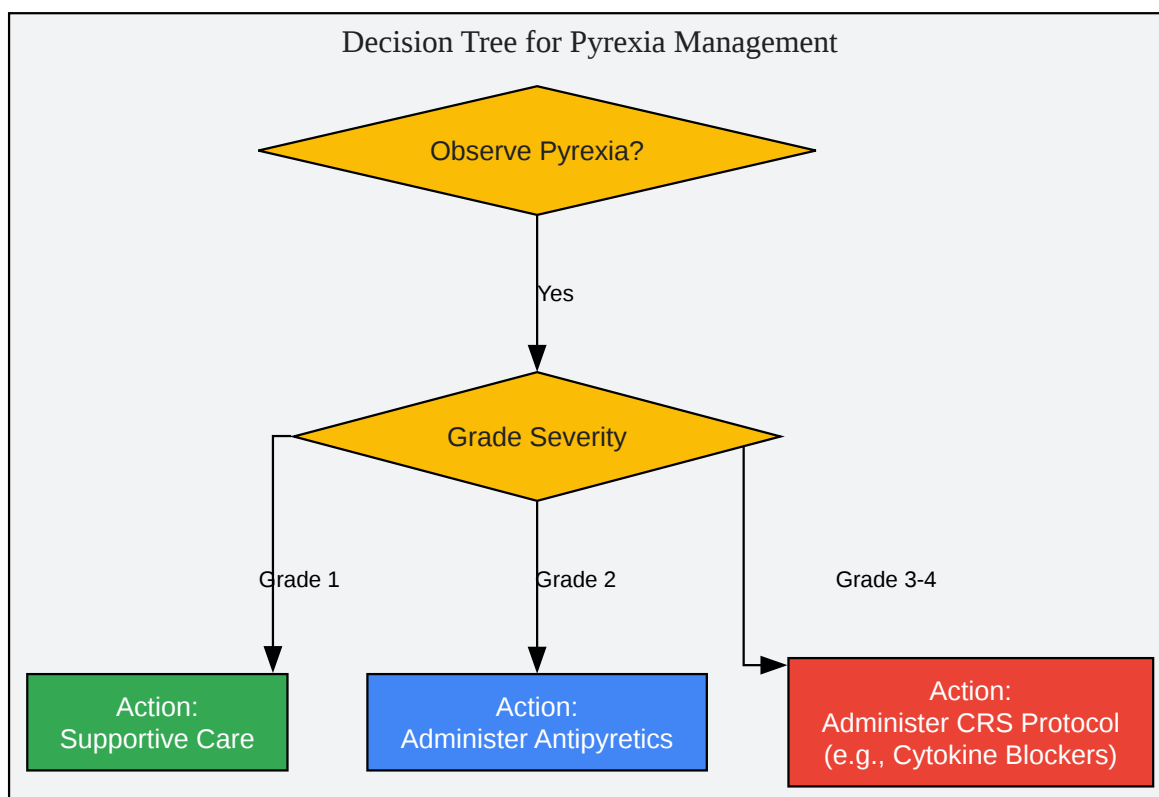 Decision Tree for Pyrexia Management
Observe Pyrexia?
Yes
Grade Severity
Grade 1
Grade 2
Grade 3-4
Action:
Supportive Care
Action:
Administer Antipyretics
Action:
Administer CRS Protocol
(e.g., Cytokine Blockers)